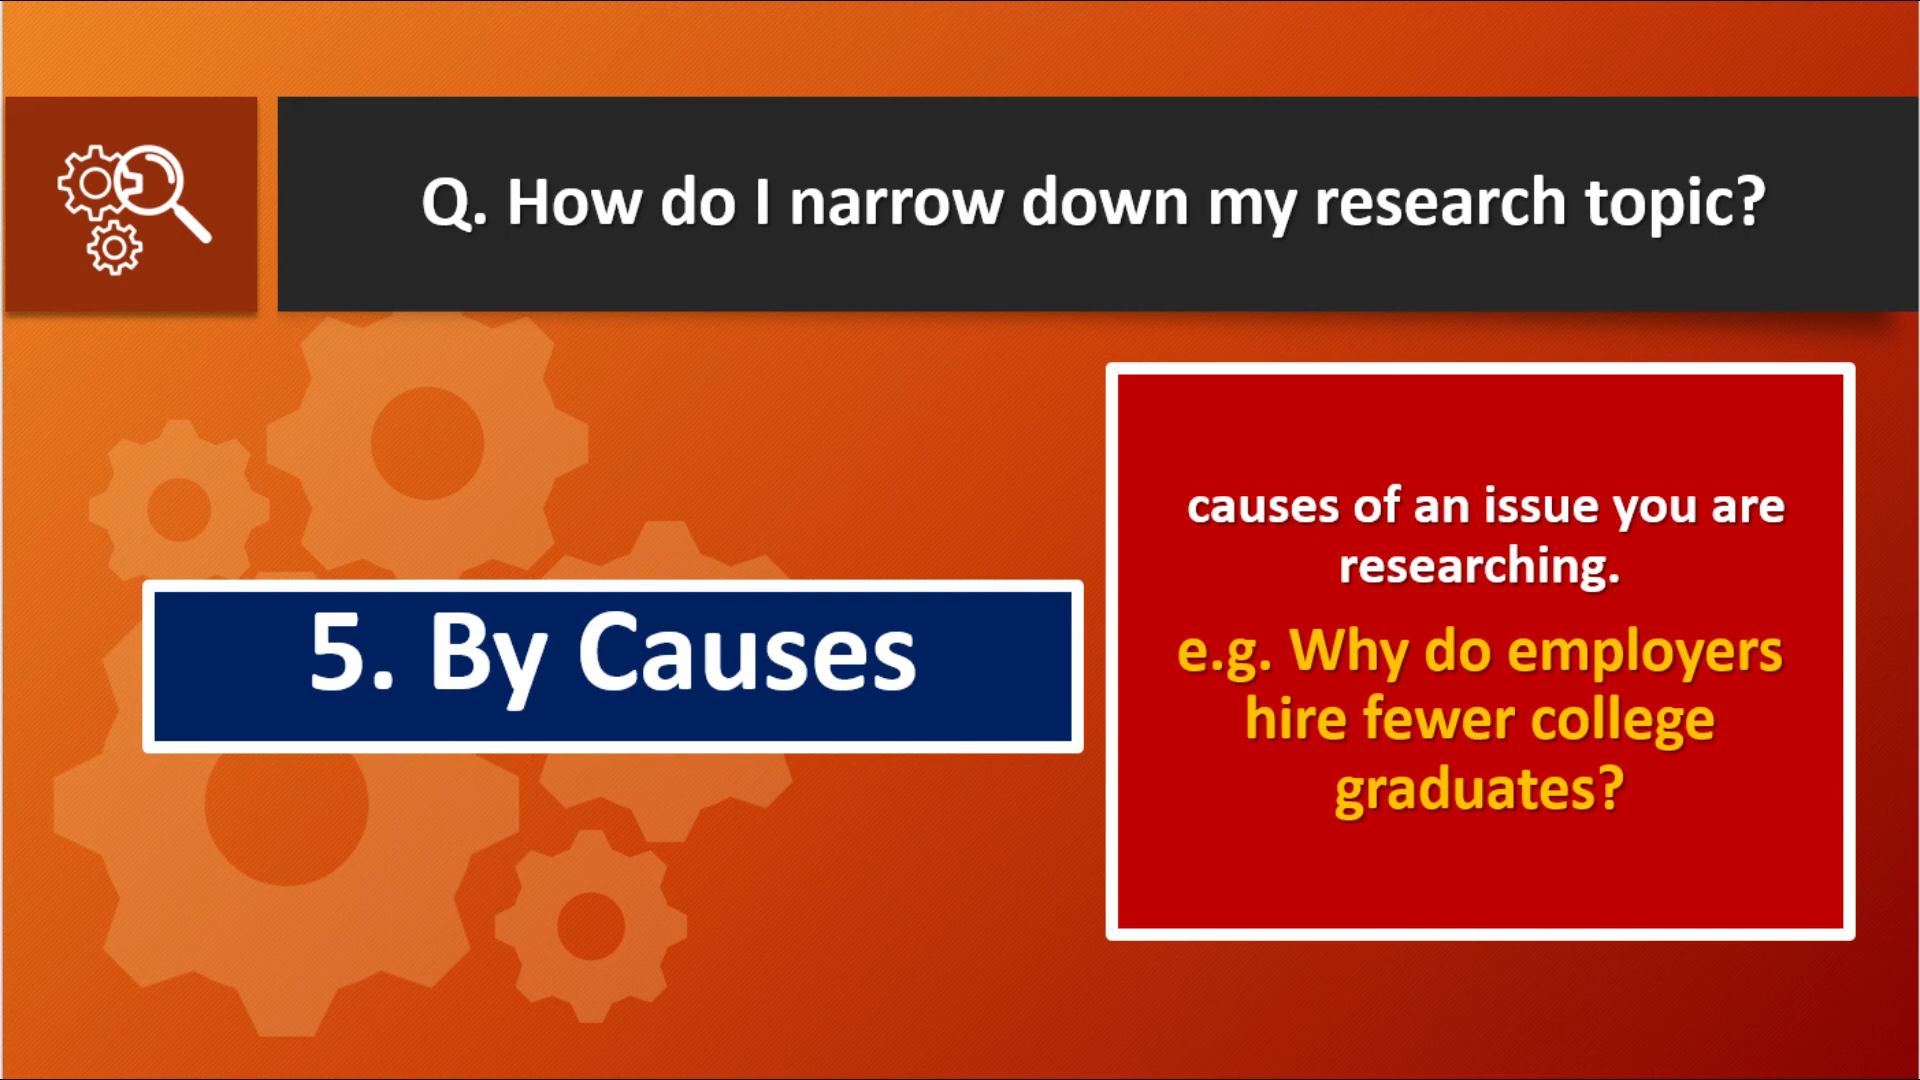 Q. How do I narrow down my research topic?
5. By Causes
causes of an issue you are
researching.
e.g. Why do employers
hire fewer college
graduates?